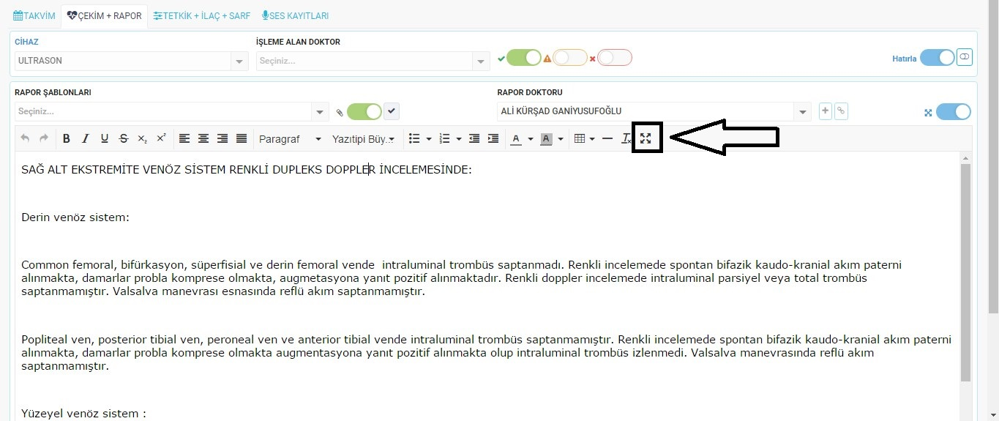 TAKVİM ÇEKİM + RAPOR TETKİK + İLAÇ + SARF SES KAYITLARI
CİHAZ İŞLEME ALAN DOKTOR
ULTRASON Seçiniz... Hatırla
RAPOR ŞABLONLARI RAPOR DOKTORU
Seçiniz... ALİ KÜRŞAD GANİYUSUFOĞLU
B I U S x₂ x² Paragraf Yazıtipi Büy... A A Tx
SAĞ ALT EKSTREMİTE VENÖZ SİSTEM RENKLİ DUPLEKS DOPPLER İNCELEMESİNDE:
Derin venöz sistem:
Common femoral, bifürkasyon, süperfisial ve derin femoral vende intraluminal trombüs saptanmadı. Renkli incelemede spontan bifazik kaudo-kranial akım paterni
alınmakta, damarlar probla komprese olmakta, augmetasyona yanıt pozitif alınmaktadır. Renkli doppler incelemede intraluminal parsiyel veya total trombüs
saptanmamıştır. Valsalva manevrası esnasında reflü akım saptanmamıştır.
Popliteal ven, posterior tibial ven, peroneal ven ve anterior tibial vende intraluminal trombüs saptanmamıştır. Renkli incelemede spontan bifazik kaudo-kranial akım paterni
alınmakta, damarlar probla komprese olmakta augmentasyona yanıt pozitif alınmakta olup intraluminal trombüs izlenmedi. Valsalva manevrasında reflü akım
saptanmamıştır.
Yüzeyel venöz sistem :